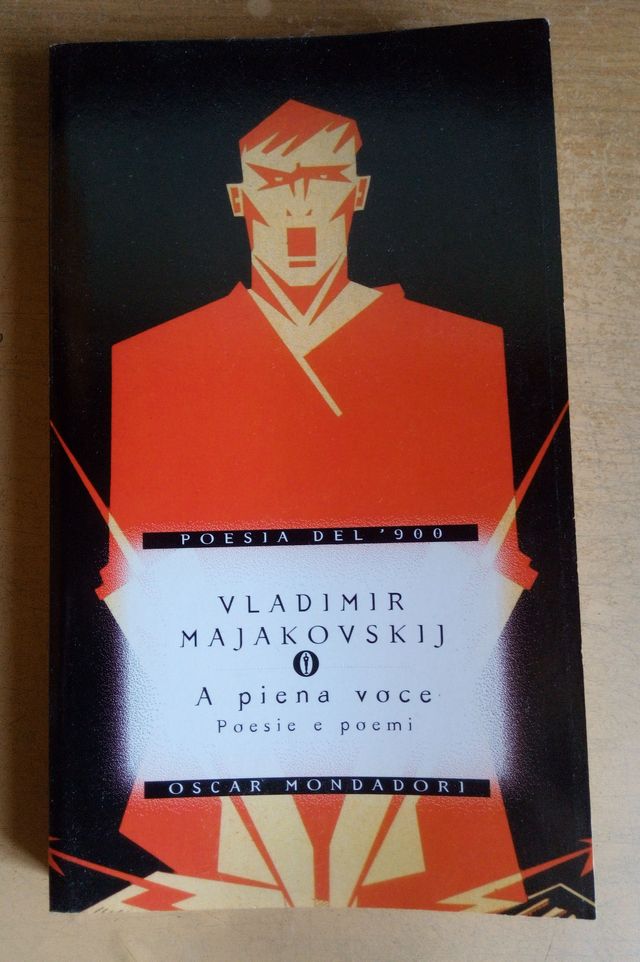 POESIA DEL '900
VLADIMIR
MAJAKOVSKIJ
A piena voce
Poesie e poemi
OSCAR MONDADORI